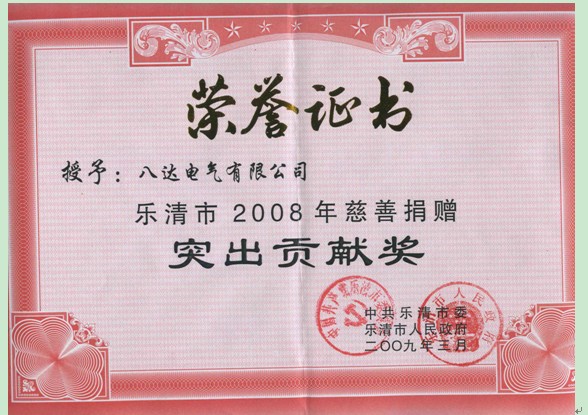 荣誉证书
授予：八达电气有限公司
乐清市 2008 年慈善捐赠
突出贡献奖
中共乐清市委
乐清市人民政府
二〇〇九年三月